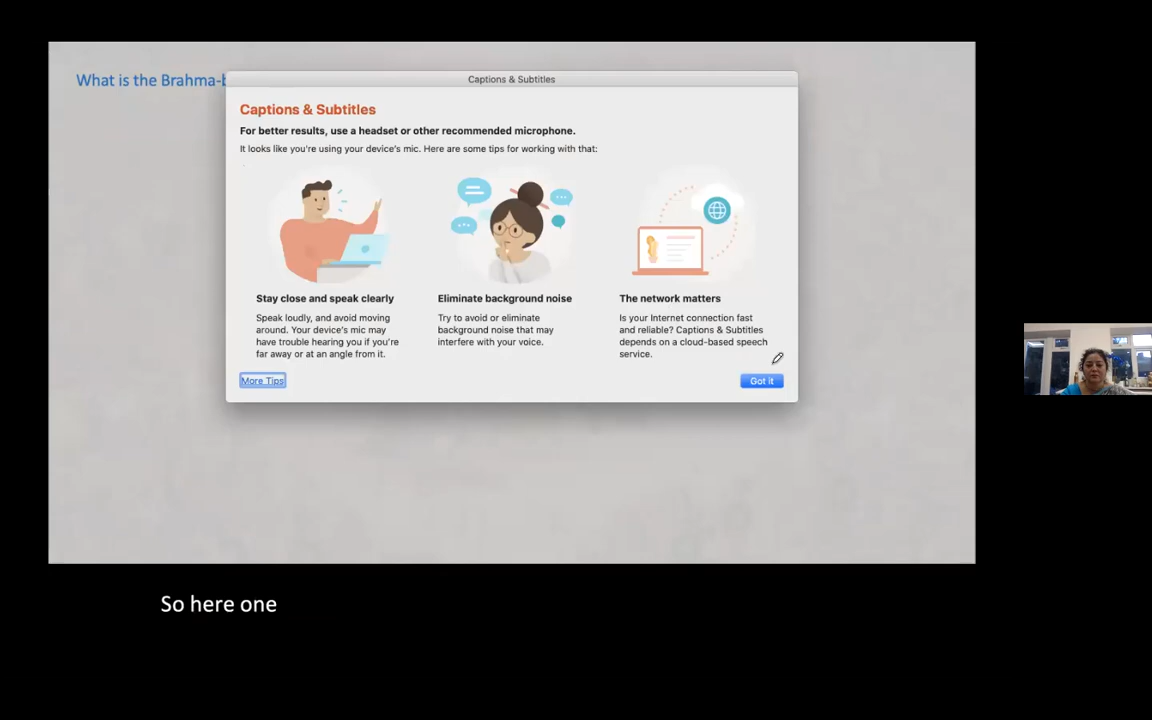 What is the
Captions & Subtitles
Captions & Subtitles
For better results, use a headset or other recommended microphone.
It looks like you're using your device's mic. Here are some tips for working with that:
Stay close and speak clearly
Speak loudly, and avoid moving
around. Your device's mic may
have trouble hearing you if you're
far away or at an angle from it.
Eliminate background noise
Try to avoid or eliminate
background noise that may
interfere with your voice.
The network matters
Is your Internet connection fast
and reliable? Captions & Subtitles
depends on a cloud-based speech
service.
More Tips
Got it
So here one